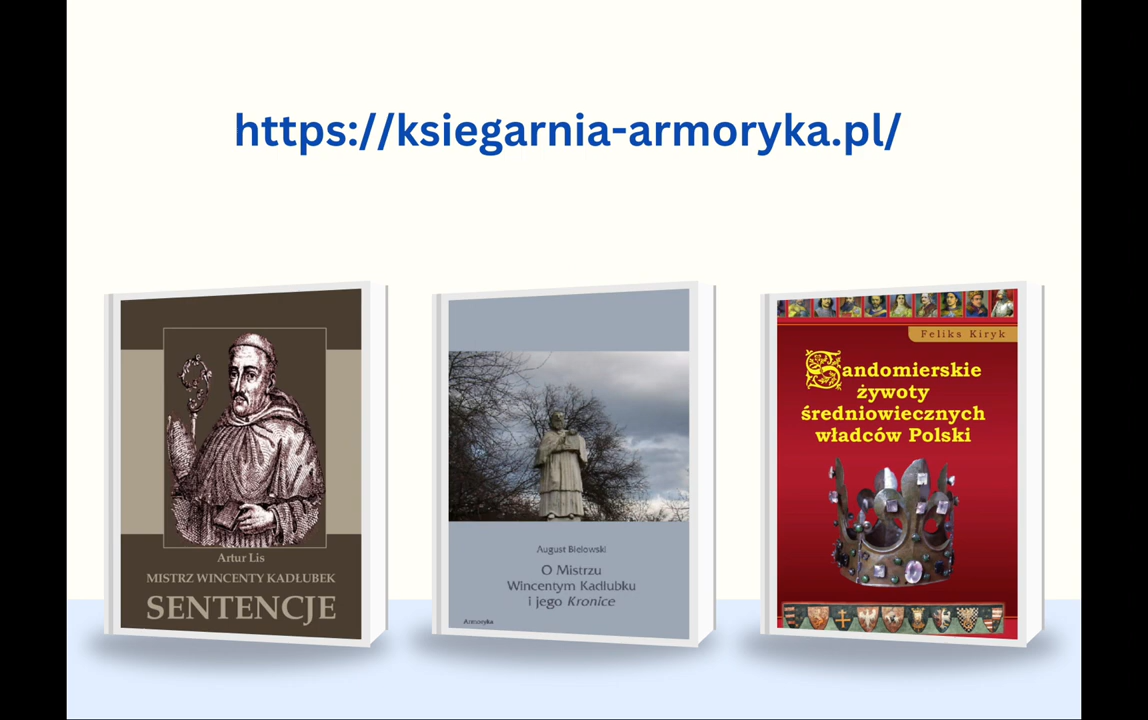 https://ksiegarnia-armoryka.pl/
Artur Lis
MISTRZ WINCENTY KADŁUBEK
SENTENCJE
August Bielowski
O Mistrzu
Wincentym Kadłubku
i jego Kronice
Armoryka
Feliks Kiryk
Sandomierskie
żywoty
średniowiecznych
władców Polski